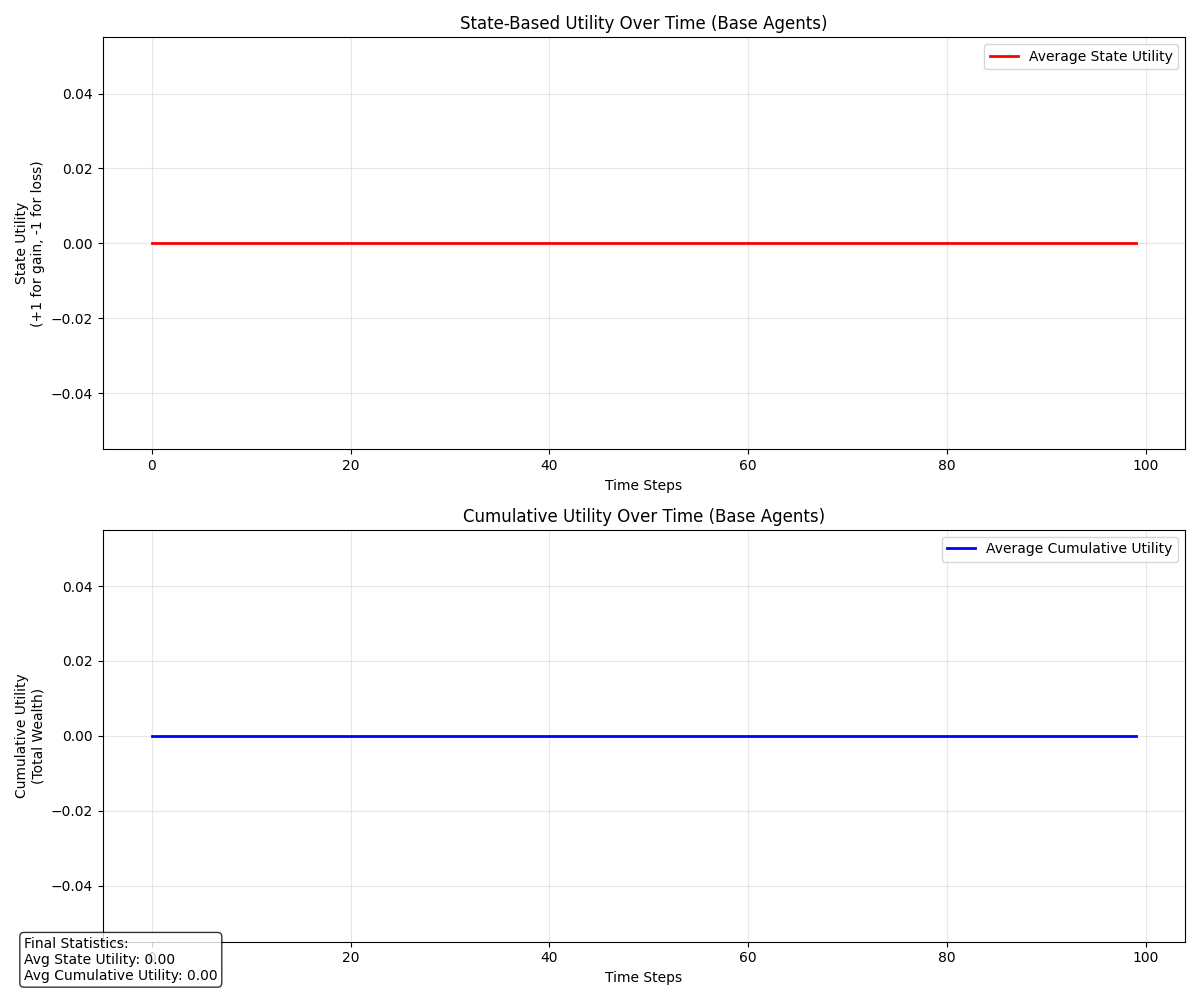 State-Based Utility Over Time (Base Agents)
Average State Utility
State Utility
(+1 for gain, -1 for loss)
0.04
0.02
0.00
−0.02
−0.04
0
20
40
60
80
100
Time Steps
Cumulative Utility Over Time (Base Agents)
Average Cumulative Utility
Cumulative Utility
(Total Wealth)
0.04
0.02
0.00
−0.02
−0.04
20
40
60
80
100
Time Steps
Final Statistics:
Avg State Utility: 0.00
Avg Cumulative Utility: 0.00